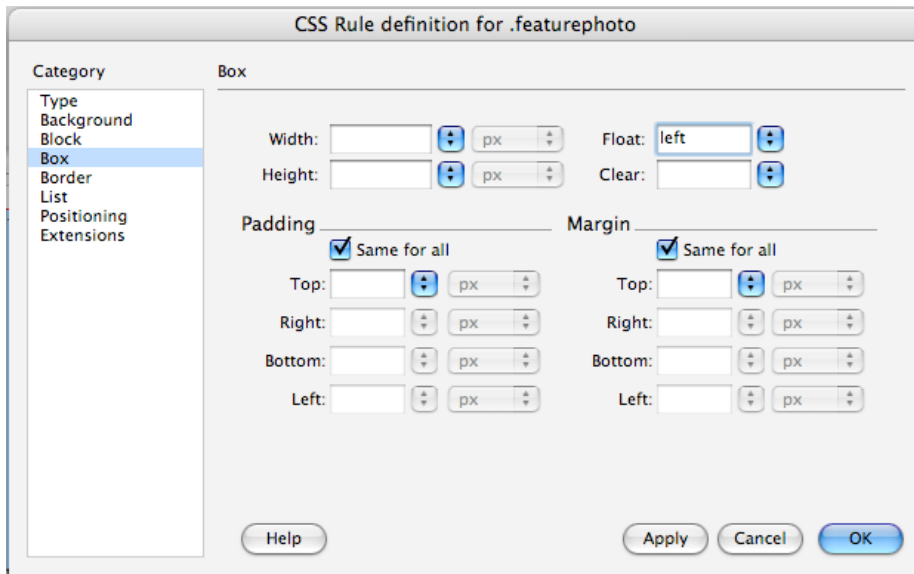 CSS Rule definition for .featurephoto
Category
Type
Background
Block
Box
Border
List
Positioning
Extensions
Box
Width: px Float: left
Height: px Clear:
Padding Margin
Same for all Same for all
Top: px Top: px
Right: px Right: px
Bottom: px Bottom: px
Left: px Left: px
Help Apply Cancel OK